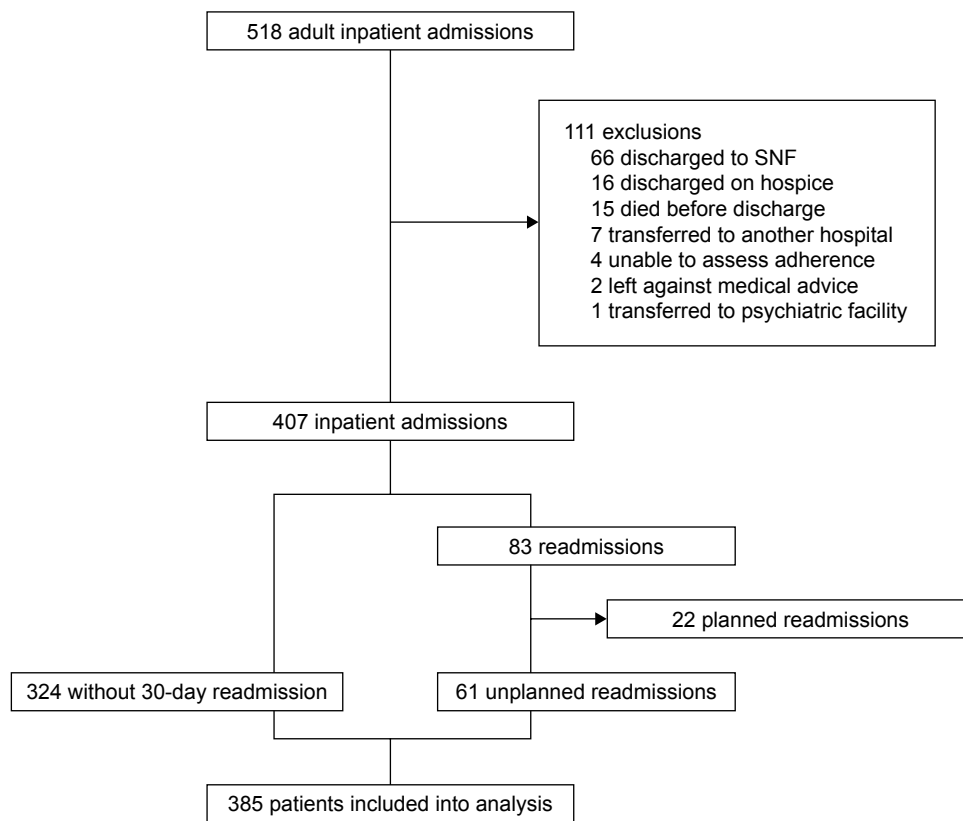 518 adult inpatient admissions
111 exclusions
66 discharged to SNF
16 discharged on hospice
15 died before discharge
7 transferred to another hospital
4 unable to assess adherence
2 left against medical advice
1 transferred to psychiatric facility
407 inpatient admissions
83 readmissions
22 planned readmissions
324 without 30-day readmission
61 unplanned readmissions
385 patients included into analysis